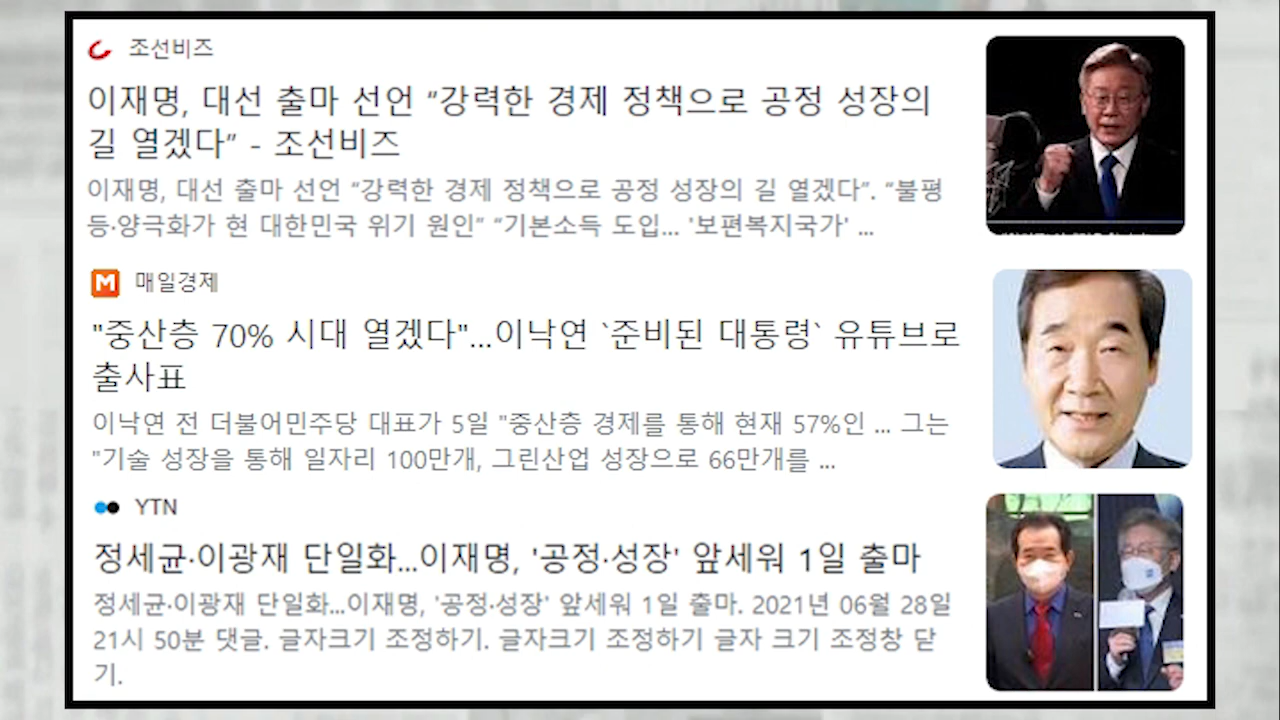 조선비즈
이재명, 대선 출마 선언 “강력한 경제 정책으로 공정 성장의
길 열겠다” - 조선비즈
이재명, 대선 출마 선언 “강력한 경제 정책으로 공정 성장의 길 열겠다”. “불평
등·양극화가 현 대한민국 위기 원인” “기본소득 도입... '보편복지국가' ...
M 매일경제
"중산층 70% 시대 열겠다"...이낙연 `준비된 대통령` 유튜브로
출사표
이낙연 전 더불어민주당 대표가 5일 "중산층 경제를 통해 현재 57%인 ... 그는
"기술 성장을 통해 일자리 100만개, 그린산업 성장으로 66만개를 ...
YTN
정세균·이광재 단일화...이재명, '공정·성장' 앞세워 1일 출마
정세균·이광재 단일화...이재명, '공정·성장' 앞세워 1일 출마. 2021년 06월 28일
21시 50분 댓글. 글자크기 조정하기. 글자크기 조정하기 글자 크기 조정창 닫
기.